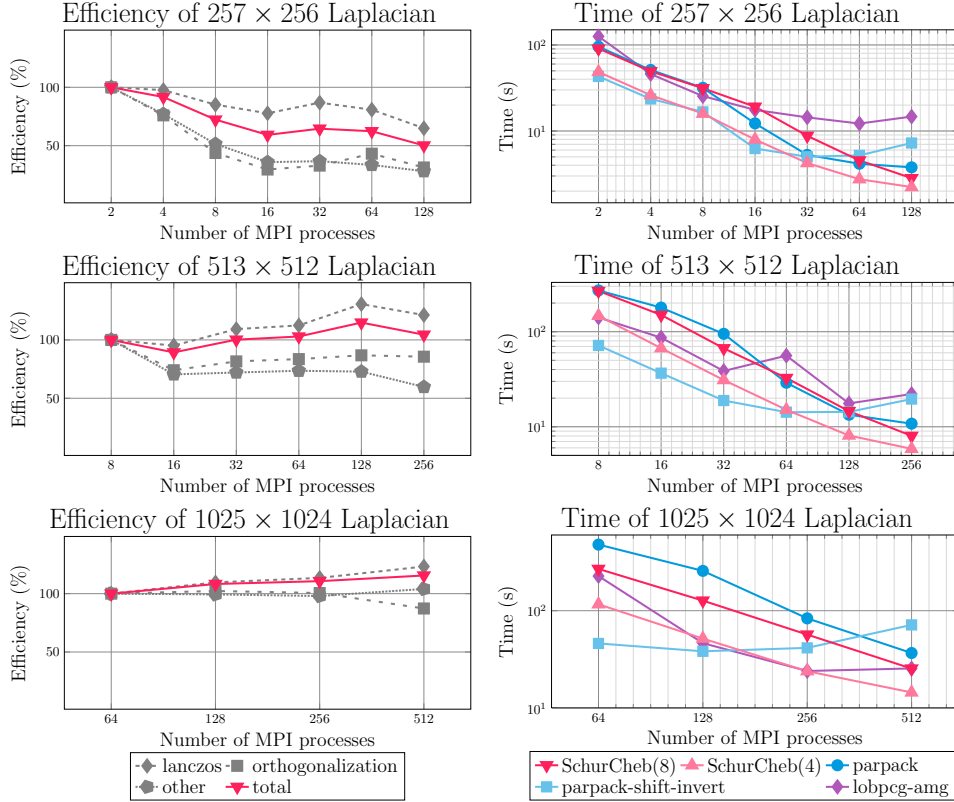 Efficiency of 257 × 256 Laplacian
Efficiency (%)
100
50
2 4 8 16 32 64 128
Number of MPI processes
Time of 257 × 256 Laplacian
Time (s)
10²
10¹
2 4 8 16 32 64 128
Number of MPI processes
Efficiency of 513 × 512 Laplacian
Efficiency (%)
100
50
8 16 32 64 128 256
Number of MPI processes
Time of 513 × 512 Laplacian
Time (s)
10²
10¹
8 16 32 64 128 256
Number of MPI processes
Efficiency of 1025 × 1024 Laplacian
Efficiency (%)
100
50
64 128 256 512
Number of MPI processes
Time of 1025 × 1024 Laplacian
Time (s)
10²
10¹
64 128 256 512
Number of MPI processes
lanczos orthogonalization
other total
SchurCheb(8) SchurCheb(4) parpack
parpack-shift-invert lobpcg-amg